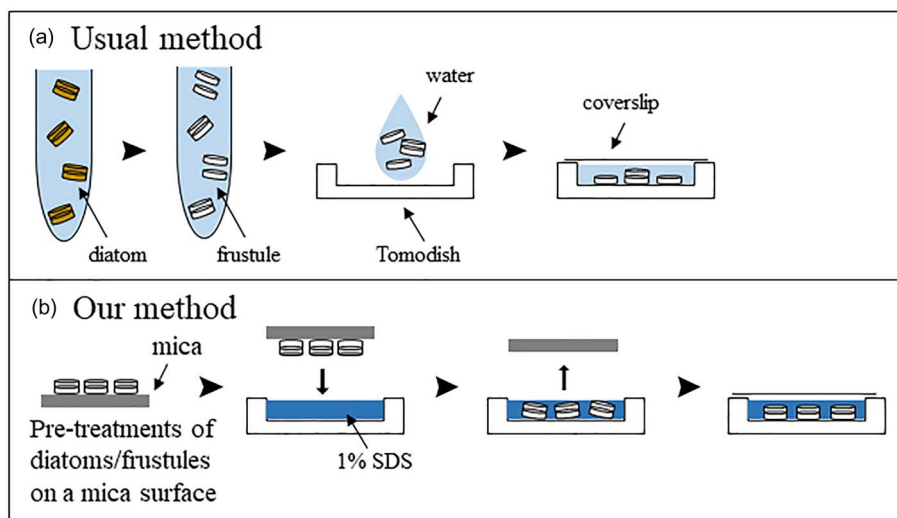 (a) Usual method
water
coverslip
diatom
frustule
Tomodish
(b) Our method
mica
Pre-treatments of
diatoms/frustules
on a mica surface
1% SDS